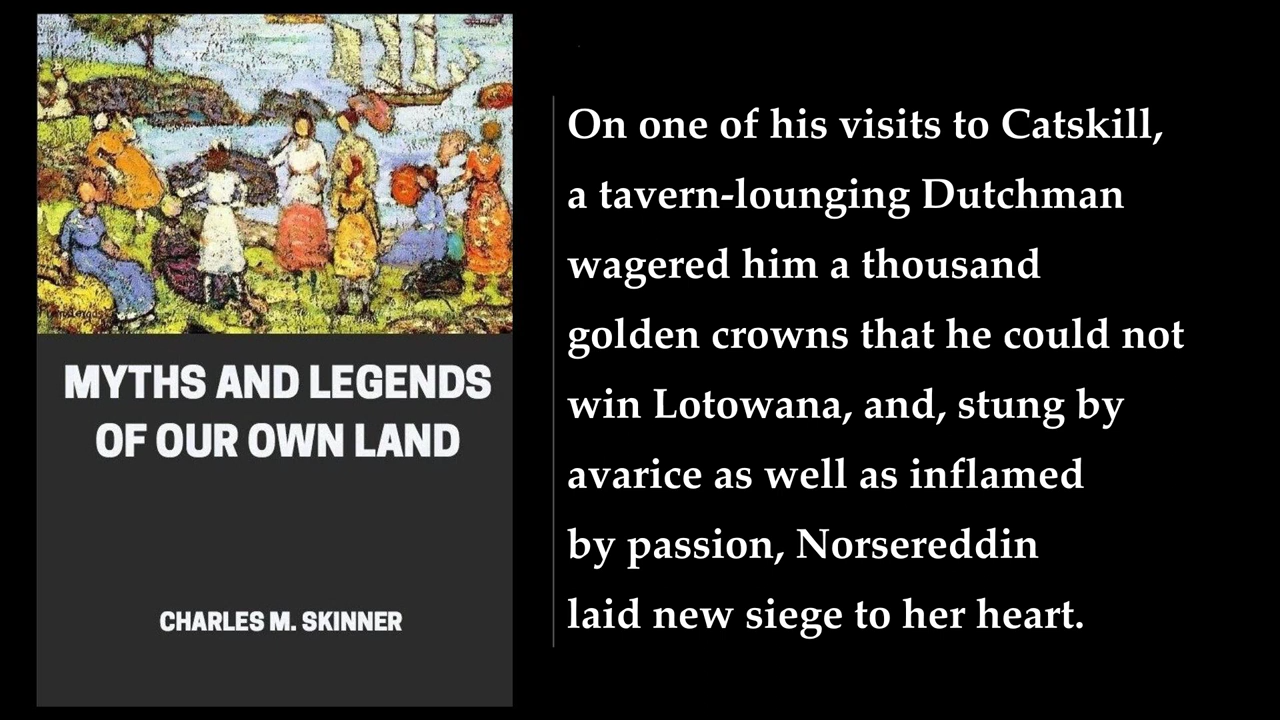 MYTHS AND LEGENDS
OF OUR OWN LAND
CHARLES M. SKINNER
On one of his visits to Catskill,
a tavern-lounging Dutchman
wagered him a thousand
golden crowns that he could not
win Lotowana, and, stung by
avarice as well as inflamed
by passion, Norsereddin
laid new siege to her heart.